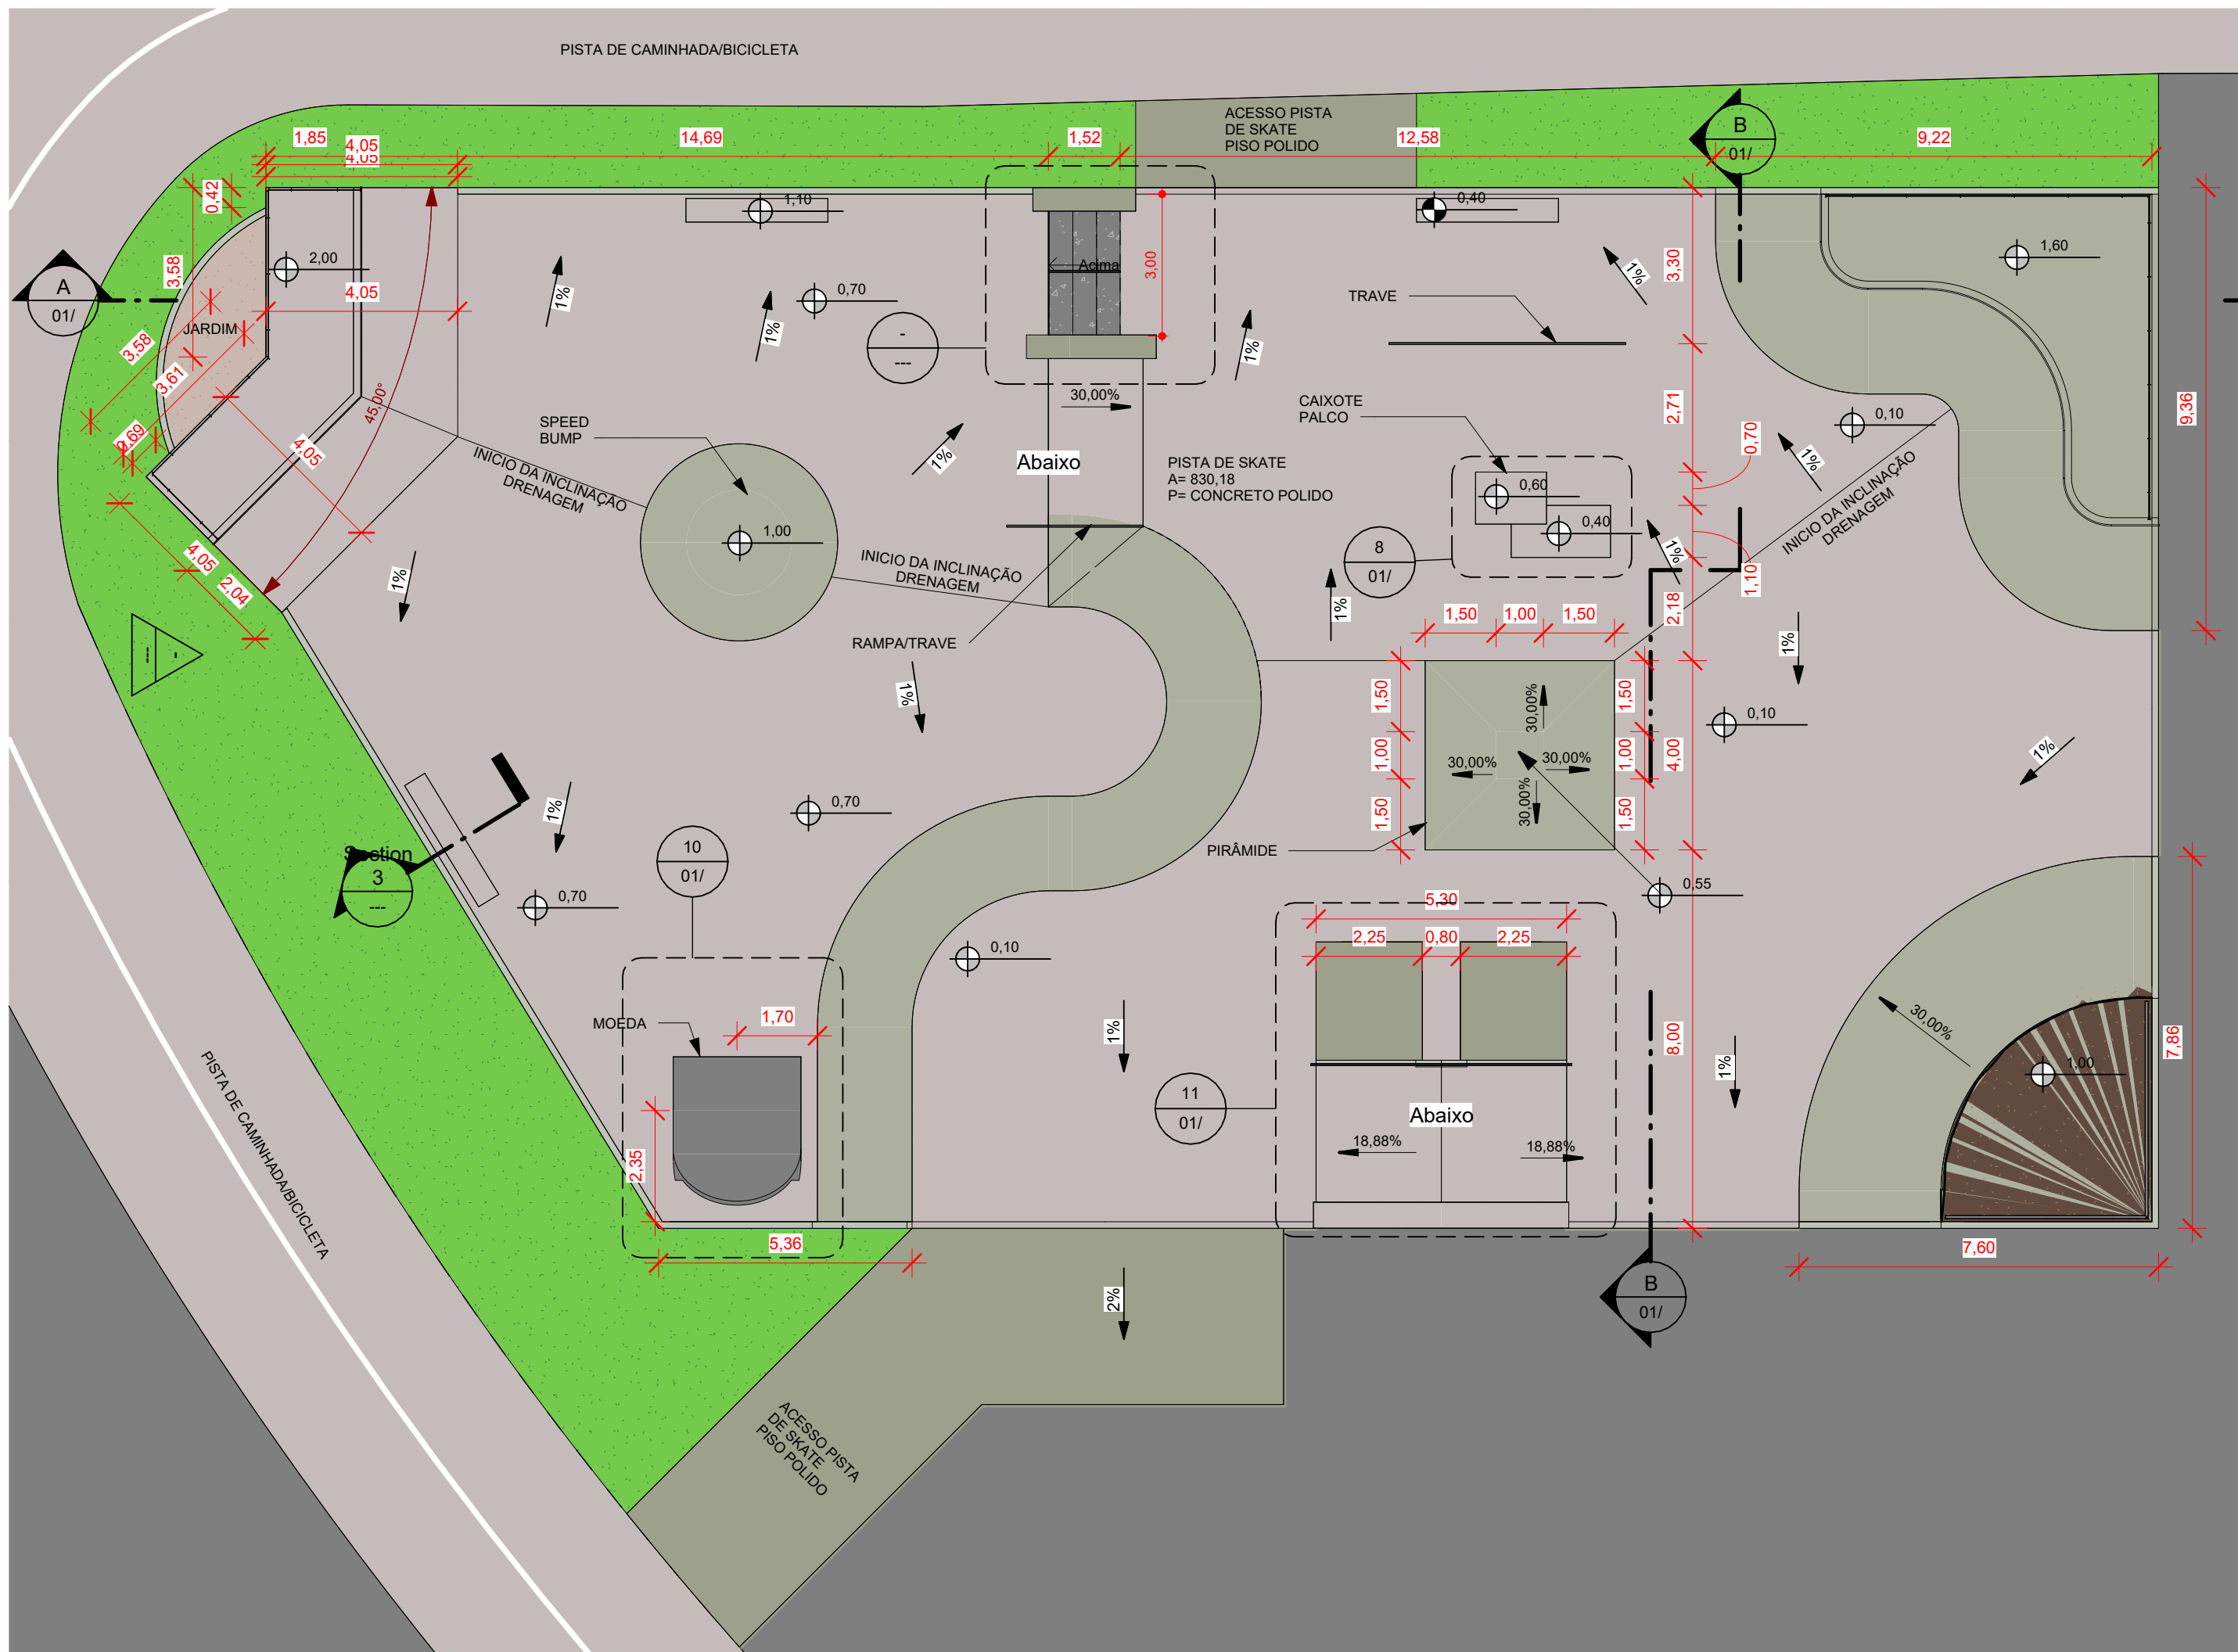 PISTA DE CAMINHADA/BICICLETA
ACESSO PISTA
DE SKATE
PISO POLIDO
B
01/
1,85
4,05
4,05
14,69
1,52
12,58
9,22
0,42
3,58
A
01/
JARDIM
2,00
4,05
1,10
0,40
1,60
0,70
Acima
3,00
-
---
1%
1%
1%
1%
3,30
TRAVE
3,58
3,61
45,00°
4,05
30,00%
SPEED
BUMP
INICIO DA INCLINAÇÃO
DRENAGEM
1%
Abaixo
CAIXOTE
PALCO
2,71
0,70
0,10
9,36
1%
PISTA DE SKATE
A= 830,18
P= CONCRETO POLIDO
0,60
0,40
8
01/
1%
INICIO DA INCLINAÇÃO
DRENAGEM
1,00
INICIO DA INCLINAÇÃO
DRENAGEM
4,05
2,04
1%
1,10
2,18
1%
1,50
1,00
1,50
RAMPA/TRAVE
---
-
1%
1%
1,50
1,00
1,50
1,50
1,00
1,50
4,00
30,00%
30,00%
30,00%
30,00%
0,10
1%
PIRÂMIDE
0,70
1%
Section
3
---
10
01/
0,70
0,55
0,10
5,30
2,25
0,80
2,25
MOEDA
1,70
1%
8,00
1%
30,00%
1,00
7,86
11
01/
Abaixo
18,88%
18,88%
2,35
5,36
7,60
2%
B
01/
PISTA DE CAMINHADA/BICICLETA
ACESSO PISTA
DE SKATE
PISO POLIDO